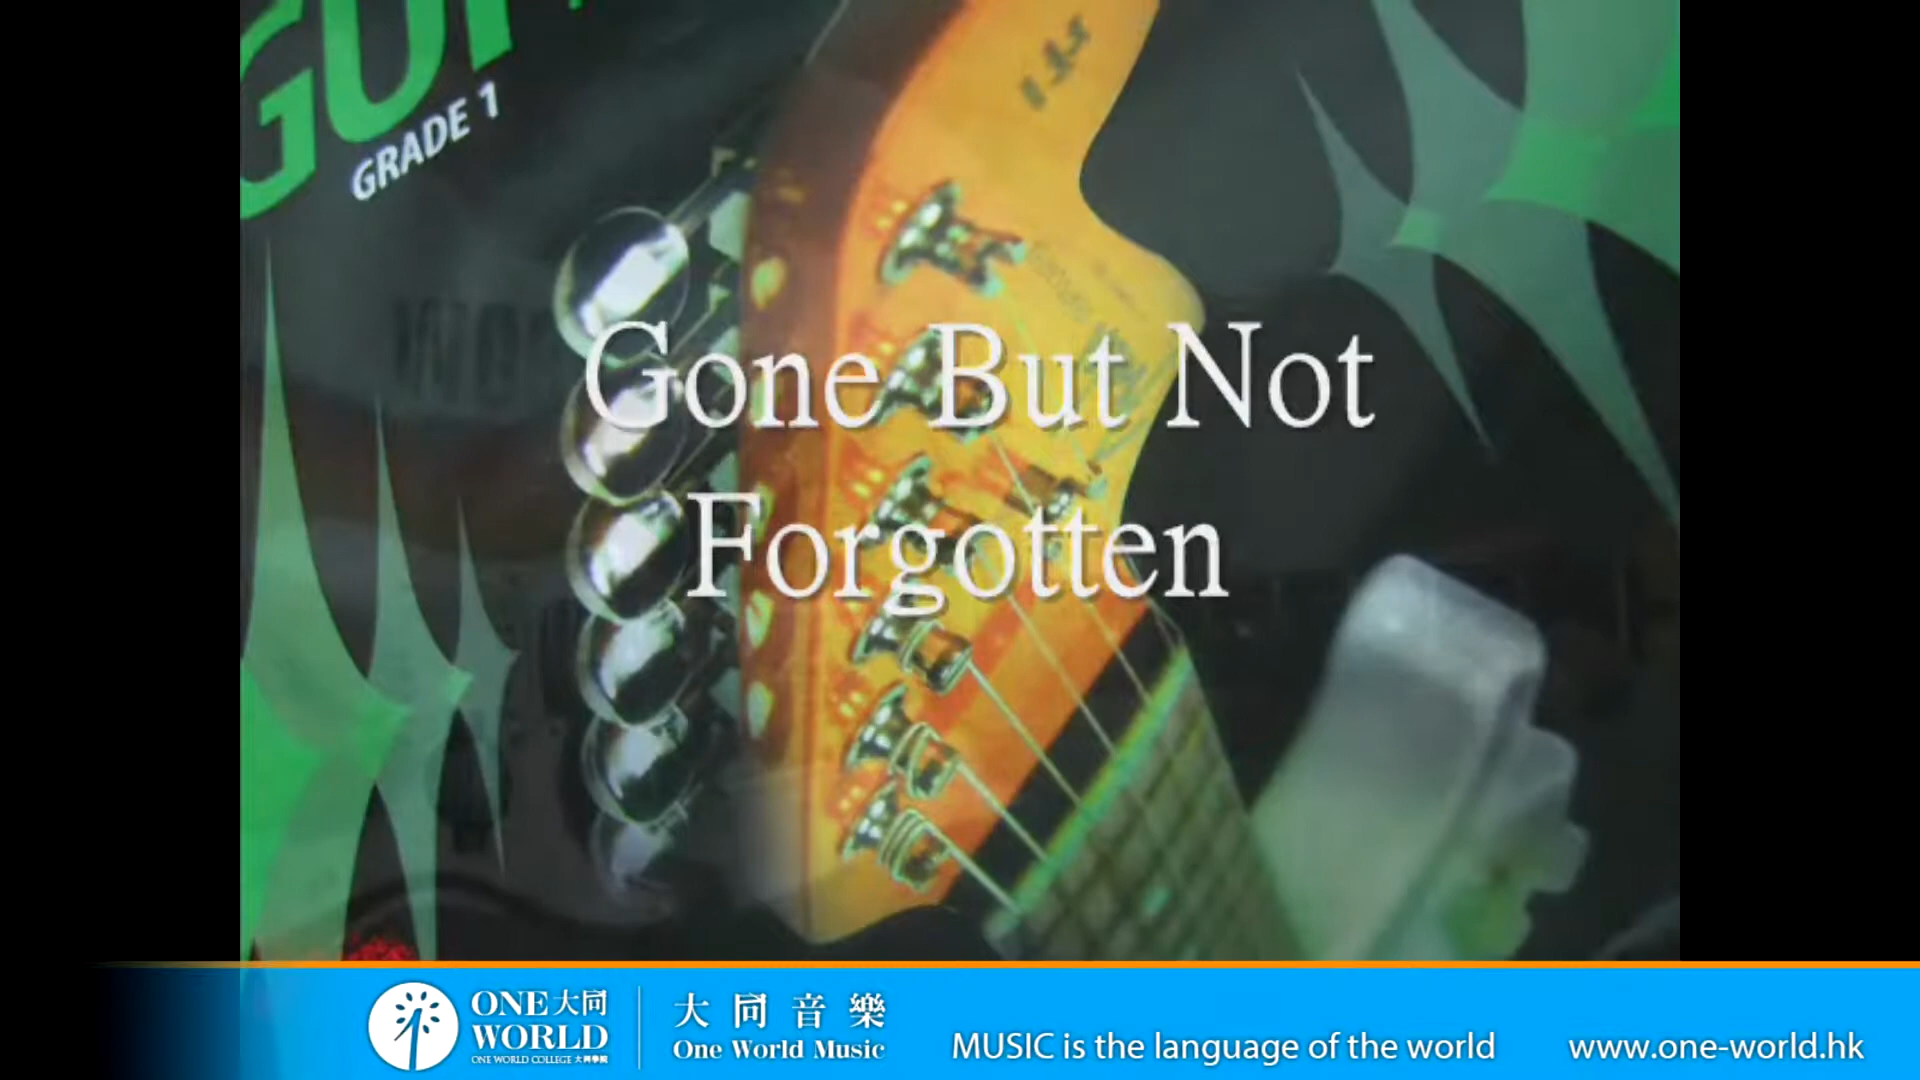 GRADE 1
Gone But Not
Forgotten
ONE大同
WORLD
ONE WORLD COLLEGE 大同學院
大同音樂
One World Music
MUSIC is the language of the world
www.one-world.hk